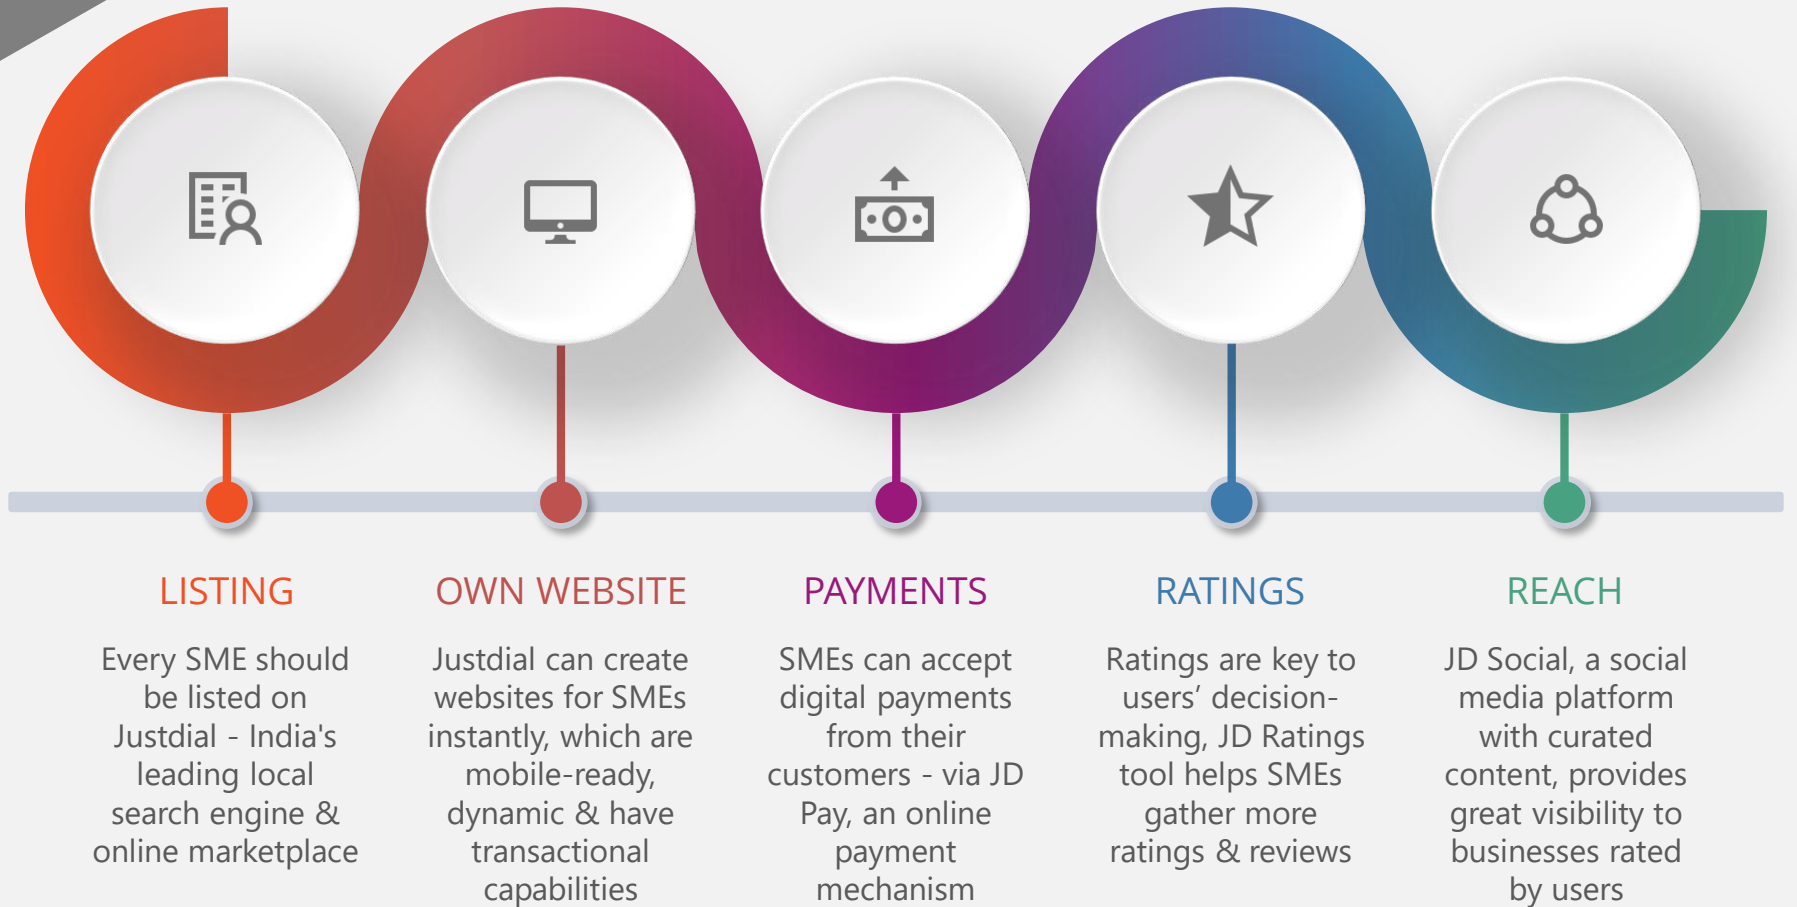 LISTING
Every SME should
be listed on
Justdial - India's
leading local
search engine &
online marketplace
OWN WEBSITE
Justdial can create
websites for SMEs
instantly, which are
mobile-ready,
dynamic & have
transactional
capabilities
PAYMENTS
SMEs can accept
digital payments
from their
customers - via JD
Pay, an online
payment
mechanism
RATINGS
Ratings are key to
users’ decision-
making, JD Ratings
tool helps SMEs
gather more
ratings & reviews
REACH
JD Social, a social
media platform
with curated
content, provides
great visibility to
businesses rated
by users